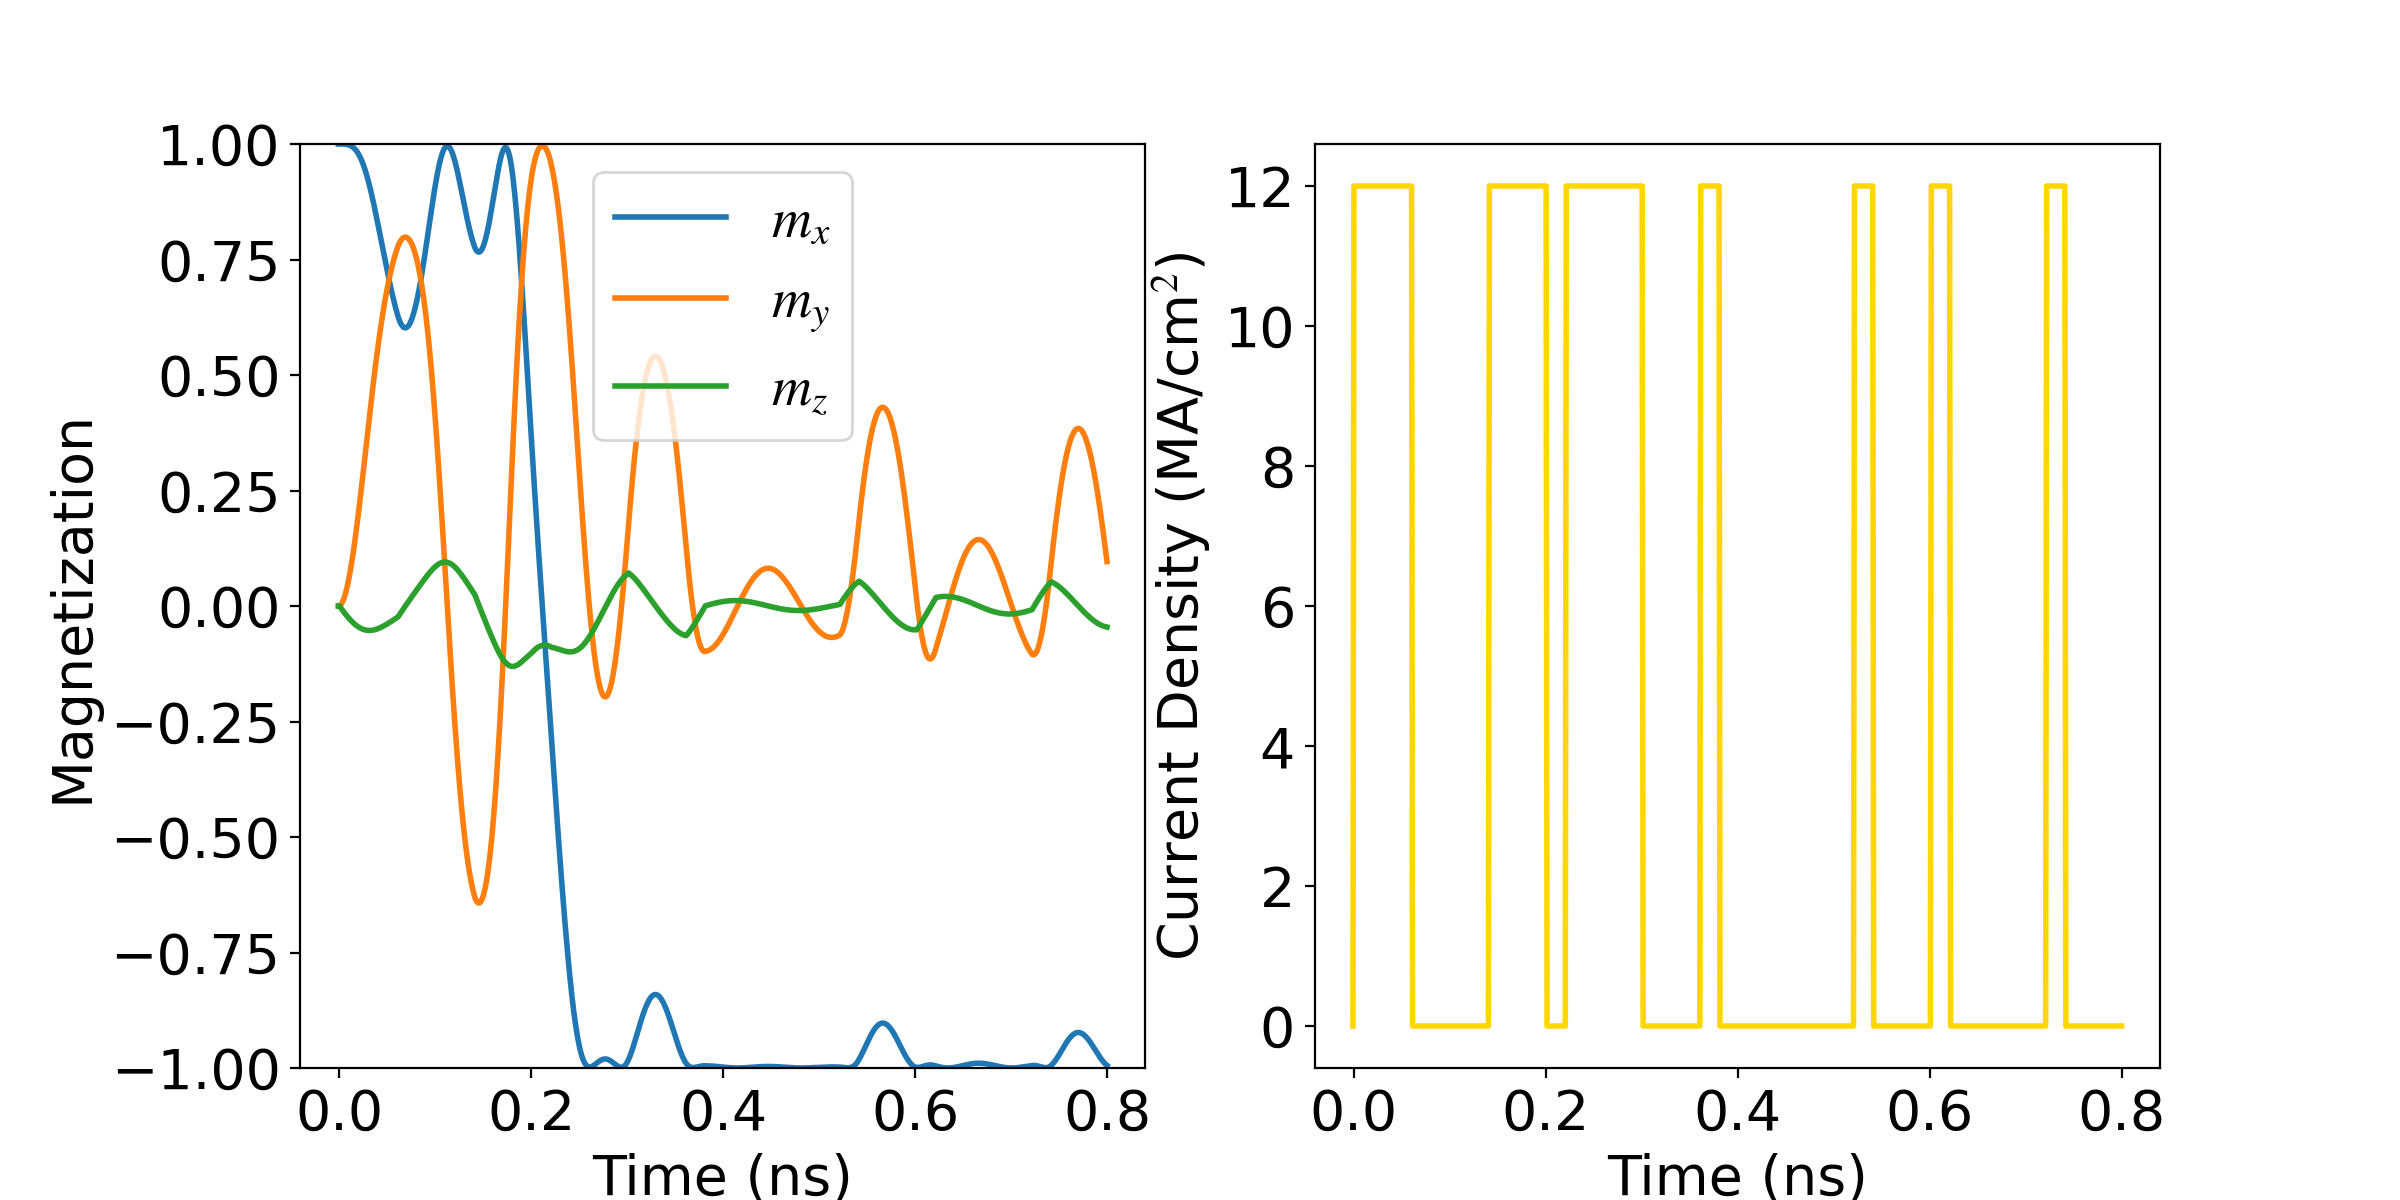 1.00
0.75
0.50
0.25
0.00
−0.25
−0.50
−0.75
−1.00
Magnetization
0.0 0.2 0.4 0.6 0.8
Time (ns)
m_x
m_y
m_z
12
10
8
6
4
2
0
Current Density (MA/cm²)
0.0 0.2 0.4 0.6 0.8
Time (ns)